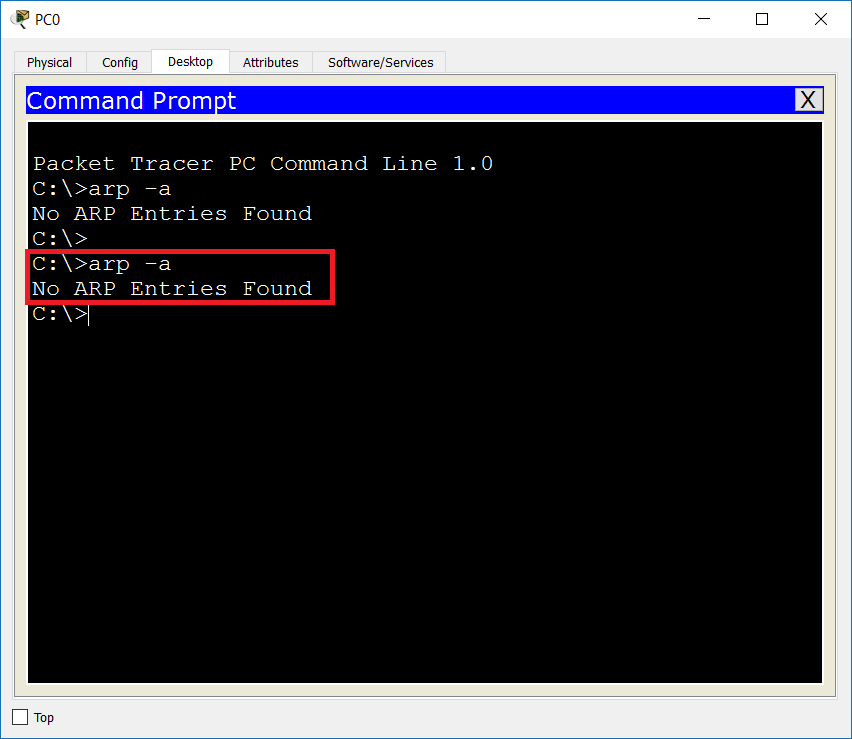 PC0
Physical Config Desktop Attributes Software/Services
Command Prompt X
Packet Tracer PC Command Line 1.0
C:\>arp -a
No ARP Entries Found
C:\>
C:\>arp -a
No ARP Entries Found
C:\>
Top